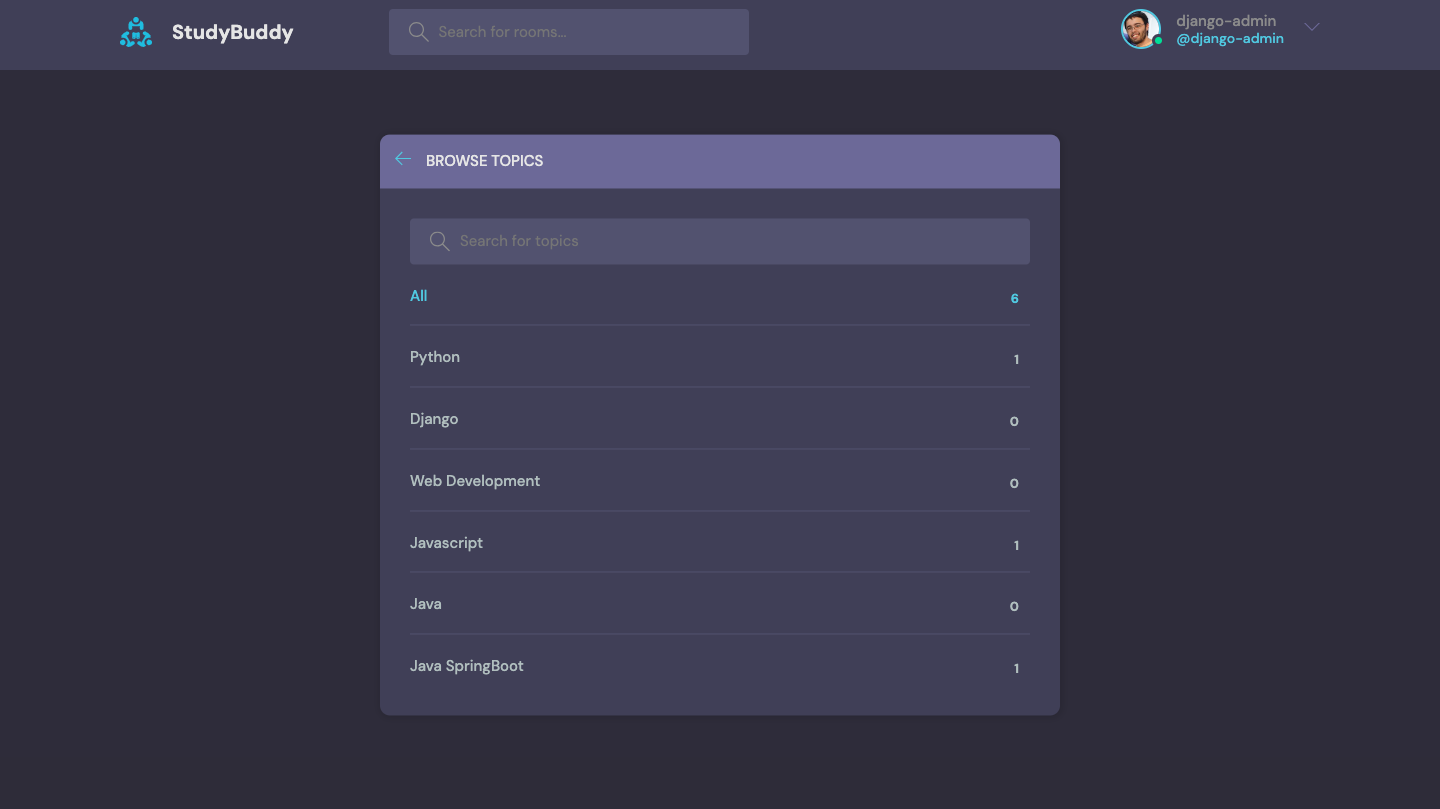 StudyBuddy
Search for rooms...
django-admin
@django-admin
BROWSE TOPICS
Search for topics
All 6
Python 1
Django 0
Web Development 0
Javascript 1
Java 0
Java SpringBoot 1